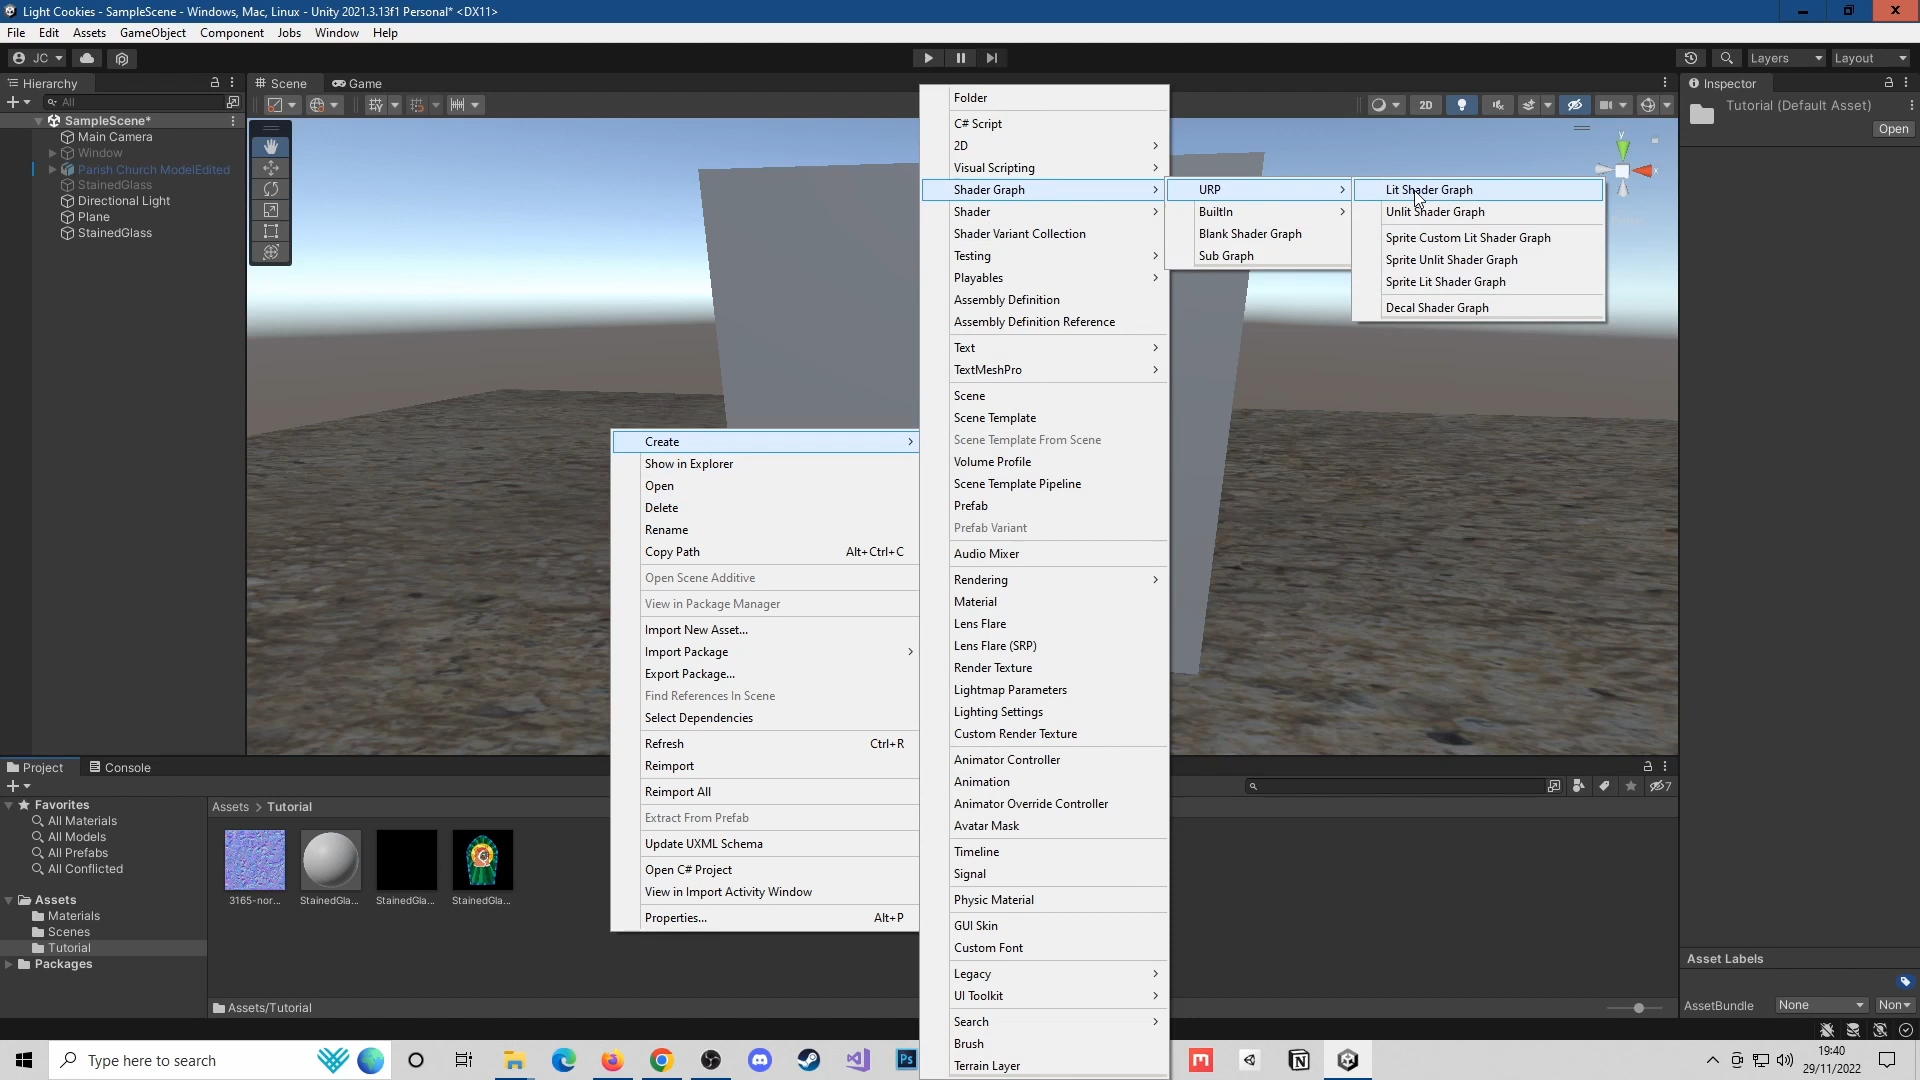 Light Cookies - SampleScene - Windows, Mac, Linux - Unity 2021.3.13f1 Personal* <DX11>
File Edit Assets GameObject Component Jobs Window Help
JC Layers Layout
Hierarchy
All
SampleScene*
Main Camera
Window
Parish Church ModelEdited
StainedGlass
Directional Light
Plane
StainedGlass
Scene Game
2D
y
x
Folder
C# Script
2D
Visual Scripting
Shader Graph
Shader
Shader Variant Collection
Testing
Playables
Assembly Definition
Assembly Definition Reference
Text
TextMeshPro
Scene
Scene Template
Scene Template From Scene
Volume Profile
Scene Template Pipeline
Prefab
Prefab Variant
Audio Mixer
Rendering
Material
Lens Flare
Lens Flare (SRP)
Render Texture
Lightmap Parameters
Lighting Settings
Custom Render Texture
Animator Controller
Animation
Animator Override Controller
Avatar Mask
Timeline
Signal
Physic Material
GUI Skin
Custom Font
Legacy
UI Toolkit
Search
Brush
Terrain Layer
URP
BuiltIn
Blank Shader Graph
Sub Graph
Lit Shader Graph
Unlit Shader Graph
Sprite Custom Lit Shader Graph
Sprite Unlit Shader Graph
Sprite Lit Shader Graph
Decal Shader Graph
Create
Show in Explorer
Open
Delete
Rename
Copy Path Alt+Ctrl+C
Open Scene Additive
View in Package Manager
Import New Asset...
Import Package
Export Package...
Find References In Scene
Select Dependencies
Refresh Ctrl+R
Reimport
Reimport All
Extract From Prefab
Update UXML Schema
Open C# Project
View in Import Activity Window
Properties... Alt+P
Inspector
Tutorial (Default Asset)
Open
Asset Labels
AssetBundle None Non
Project Console
7
Favorites
All Materials
All Models
All Prefabs
All Conflicted
Assets
Materials
Scenes
Tutorial
Packages
Assets > Tutorial
3165-nor... StainedGla... StainedGla... StainedGla...
Assets/Tutorial
Type here to search
Ps
19:40
29/11/2022